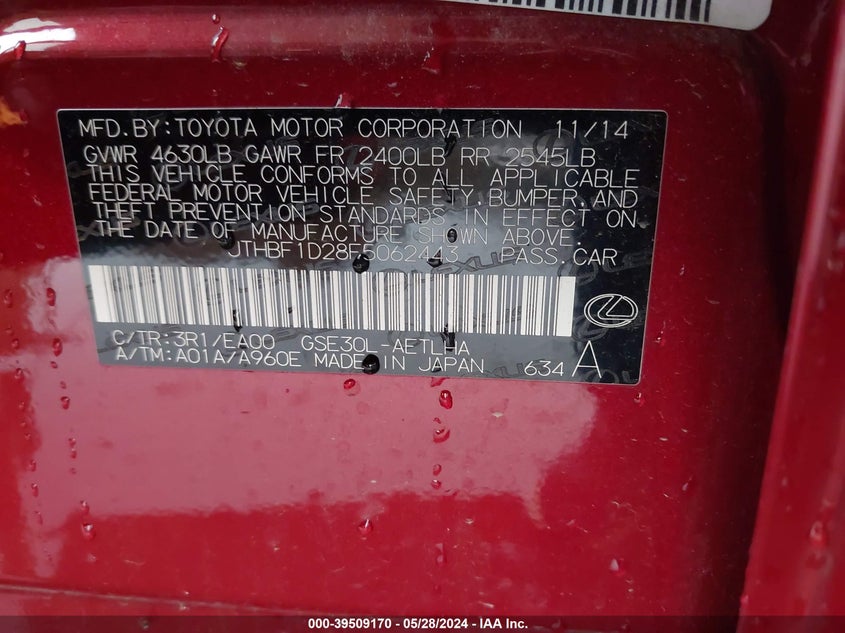 MFD.BY:TOYOTA MOTOR CORPORATION 11/14
GVWR 4630LB GAWR FR 2400LB RR 2545LB
THIS VEHICLE CONFORMS TO ALL APPLICABLE
FEDERAL MOTOR VEHICLE SAFETY,BUMPER,AND
THEFT PREVENTION STANDARDS IN EFFECT ON
THE DATE OF MANUFACTURE SHOWN ABOVE.
JTHBF1D28F5062443 PASS.CAR
C/TR:3R1/EA00 GSE30L-AETLHA
A/TM:A01A/A960E MADE IN JAPAN 634 A
000-39509170 - 05/28/2024 - IAA Inc.